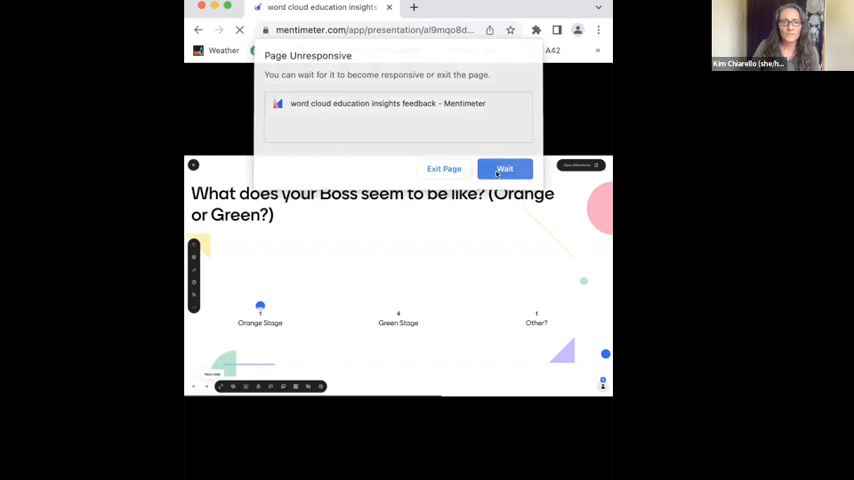 word cloud education insights
mentimeter.com/app/presentation/al9mqo8d...
Weather
A42
Page Unresponsive
You can wait for it to become responsive or exit the page.
word cloud education insights feedback - Mentimeter
Exit Page
Wait
What does your Boss seem to be like? (Orange
or Green?)
1
4
1
Orange Stage
Green Stage
Other?
Kim Chiarello (she/h...